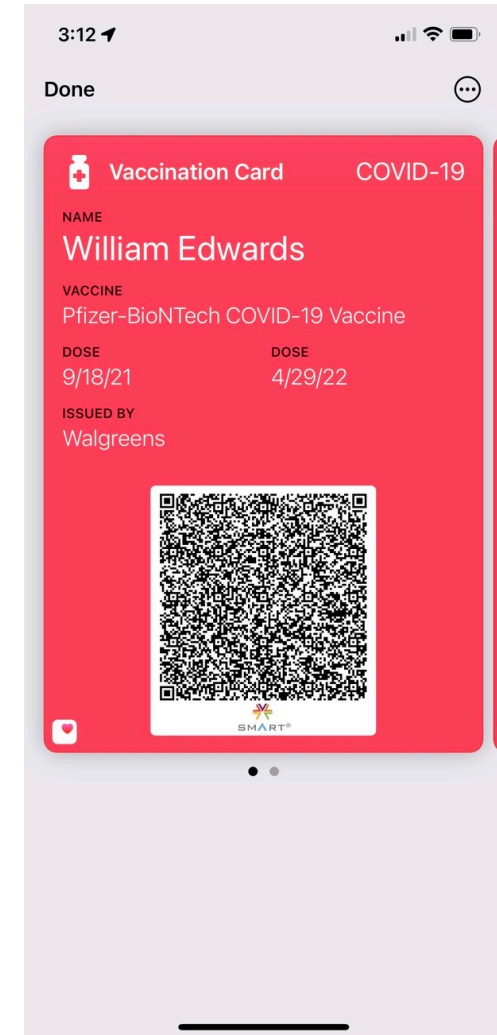 3:12
Done
Vaccination Card COVID-19
NAME
William Edwards
VACCINE
Pfizer-BioNTech COVID-19 Vaccine
DOSE DOSE
9/18/21 4/29/22
ISSUED BY
Walgreens
SMART®